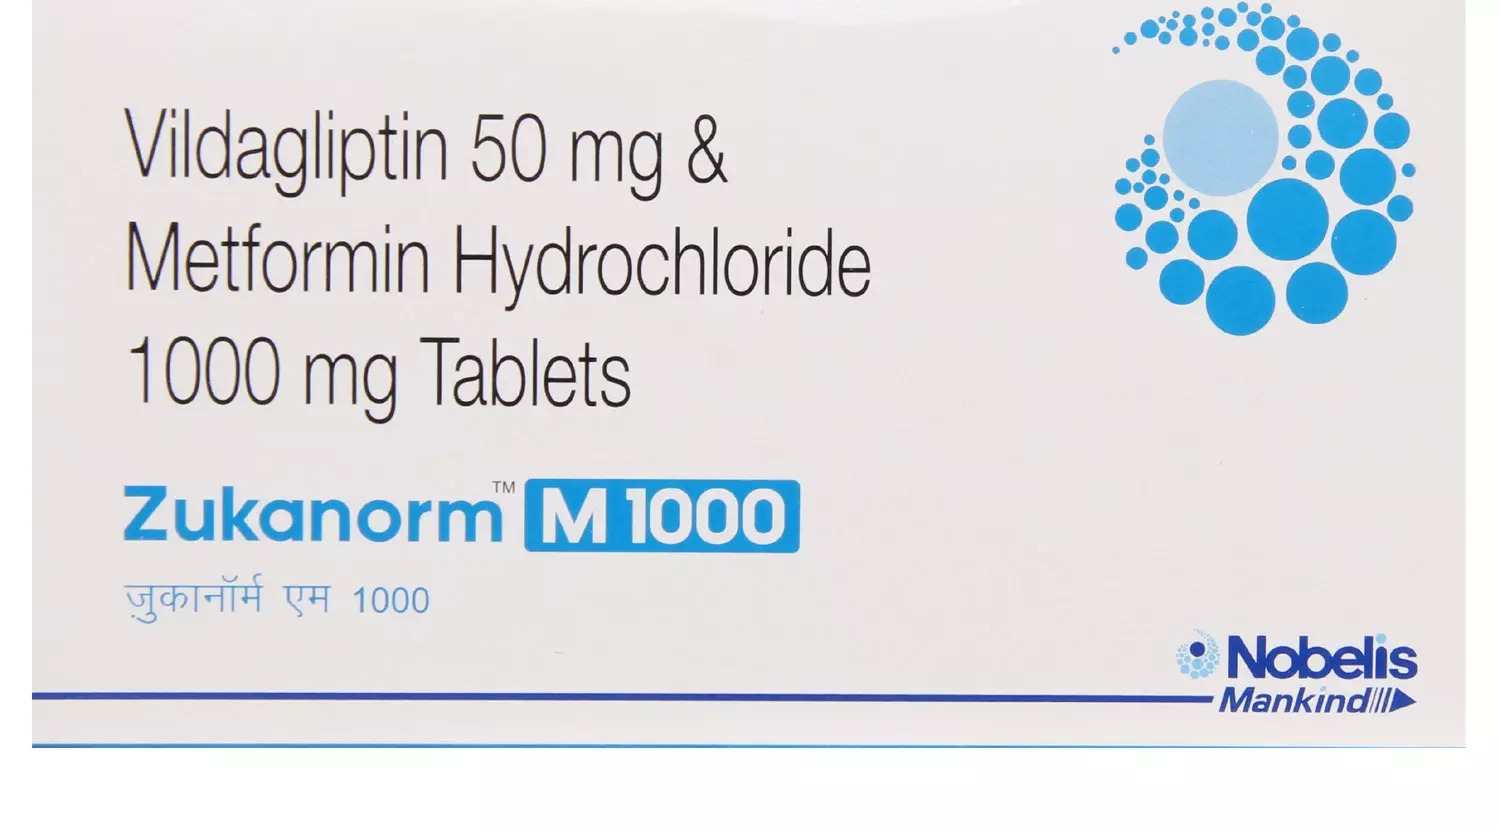 Vildagliptin 50 mg &
Metformin Hydrochloride
1000 mg Tablets
Zukanorm™ M 1000
ज़ुकानॉर्म एम 1000
Nobelis
Mankind